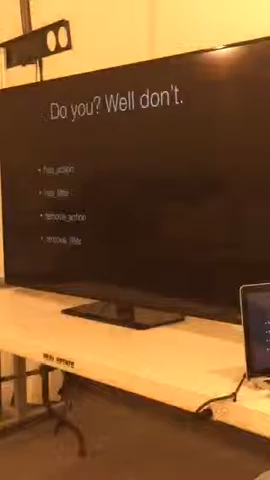 Do you? Well don't.
• has_action
• has_filter
• remove_action
• remove_filter